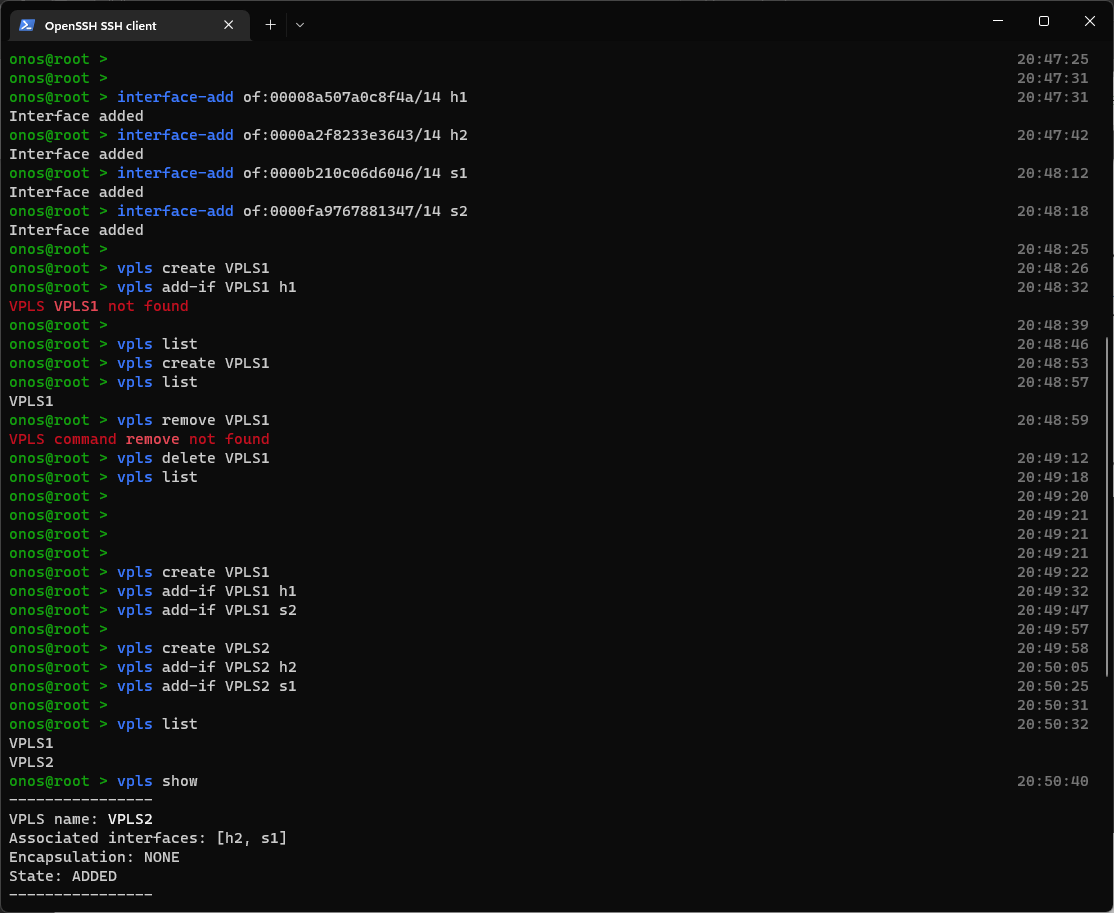 OpenSSH SSH client
onos@root > 20:47:25
onos@root > 20:47:31
onos@root > interface-add of:00008a507a0c8f4a/14 h1 20:47:31
Interface added
onos@root > interface-add of:0000a2f8233e3643/14 h2 20:47:42
Interface added
onos@root > interface-add of:0000b210c06d6046/14 s1 20:48:12
Interface added
onos@root > interface-add of:0000fa9767881347/14 s2 20:48:18
Interface added
onos@root > 20:48:25
onos@root > vpls create VPLS1 20:48:26
onos@root > vpls add-if VPLS1 h1 20:48:32
VPLS VPLS1 not found
onos@root > 20:48:39
onos@root > vpls list 20:48:46
onos@root > vpls create VPLS1 20:48:53
onos@root > vpls list 20:48:57
VPLS1
onos@root > vpls remove VPLS1 20:48:59
VPLS command remove not found
onos@root > vpls delete VPLS1 20:49:12
onos@root > vpls list 20:49:18
onos@root > 20:49:20
onos@root > 20:49:21
onos@root > 20:49:21
onos@root > 20:49:21
onos@root > vpls create VPLS1 20:49:22
onos@root > vpls add-if VPLS1 h1 20:49:32
onos@root > vpls add-if VPLS1 s2 20:49:47
onos@root > 20:49:57
onos@root > vpls create VPLS2 20:49:58
onos@root > vpls add-if VPLS2 h2 20:50:05
onos@root > vpls add-if VPLS2 s1 20:50:25
onos@root > 20:50:31
onos@root > vpls list 20:50:32
VPLS1
VPLS2
onos@root > vpls show 20:50:40
----------------
VPLS name: VPLS2
Associated interfaces: [h2, s1]
Encapsulation: NONE
State: ADDED
----------------